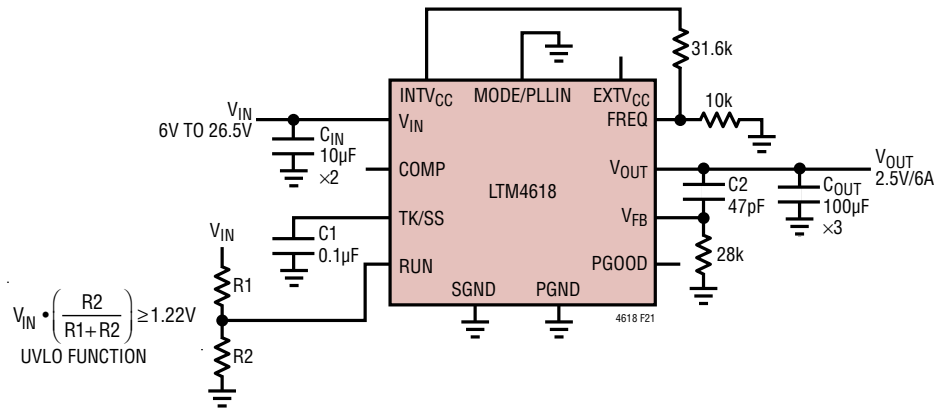 31.6k
INTVCC MODE/PLLIN EXTVCC
10k
VIN
6V TO 26.5V
CIN
10µF
×2
VIN
FREQ
COMP
LTM4618
VOUT
VOUT
2.5V/6A
C2
47pF
COUT
100µF
×3
TK/SS
VFB
C1
0.1µF
VIN
RUN
PGOOD
28k
R1
SGND PGND
4618 F21
VIN • (R2/R1+R2) ≥1.22V
UVLO FUNCTION
R2